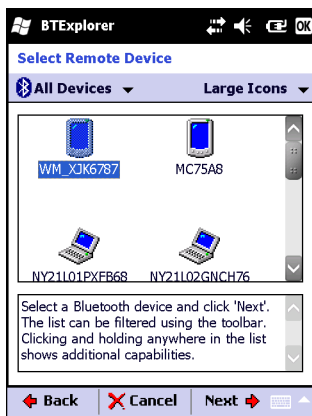 BTExplorer OK
Select Remote Device
All Devices Large Icons
WM_XJK6787 MC75A8
NY21L01PXFB68 NY21L02GNCH76
Select a Bluetooth device and click 'Next'.
The list can be filtered using the toolbar.
Clicking and holding anywhere in the list
shows additional capabilities.
Back Cancel Next